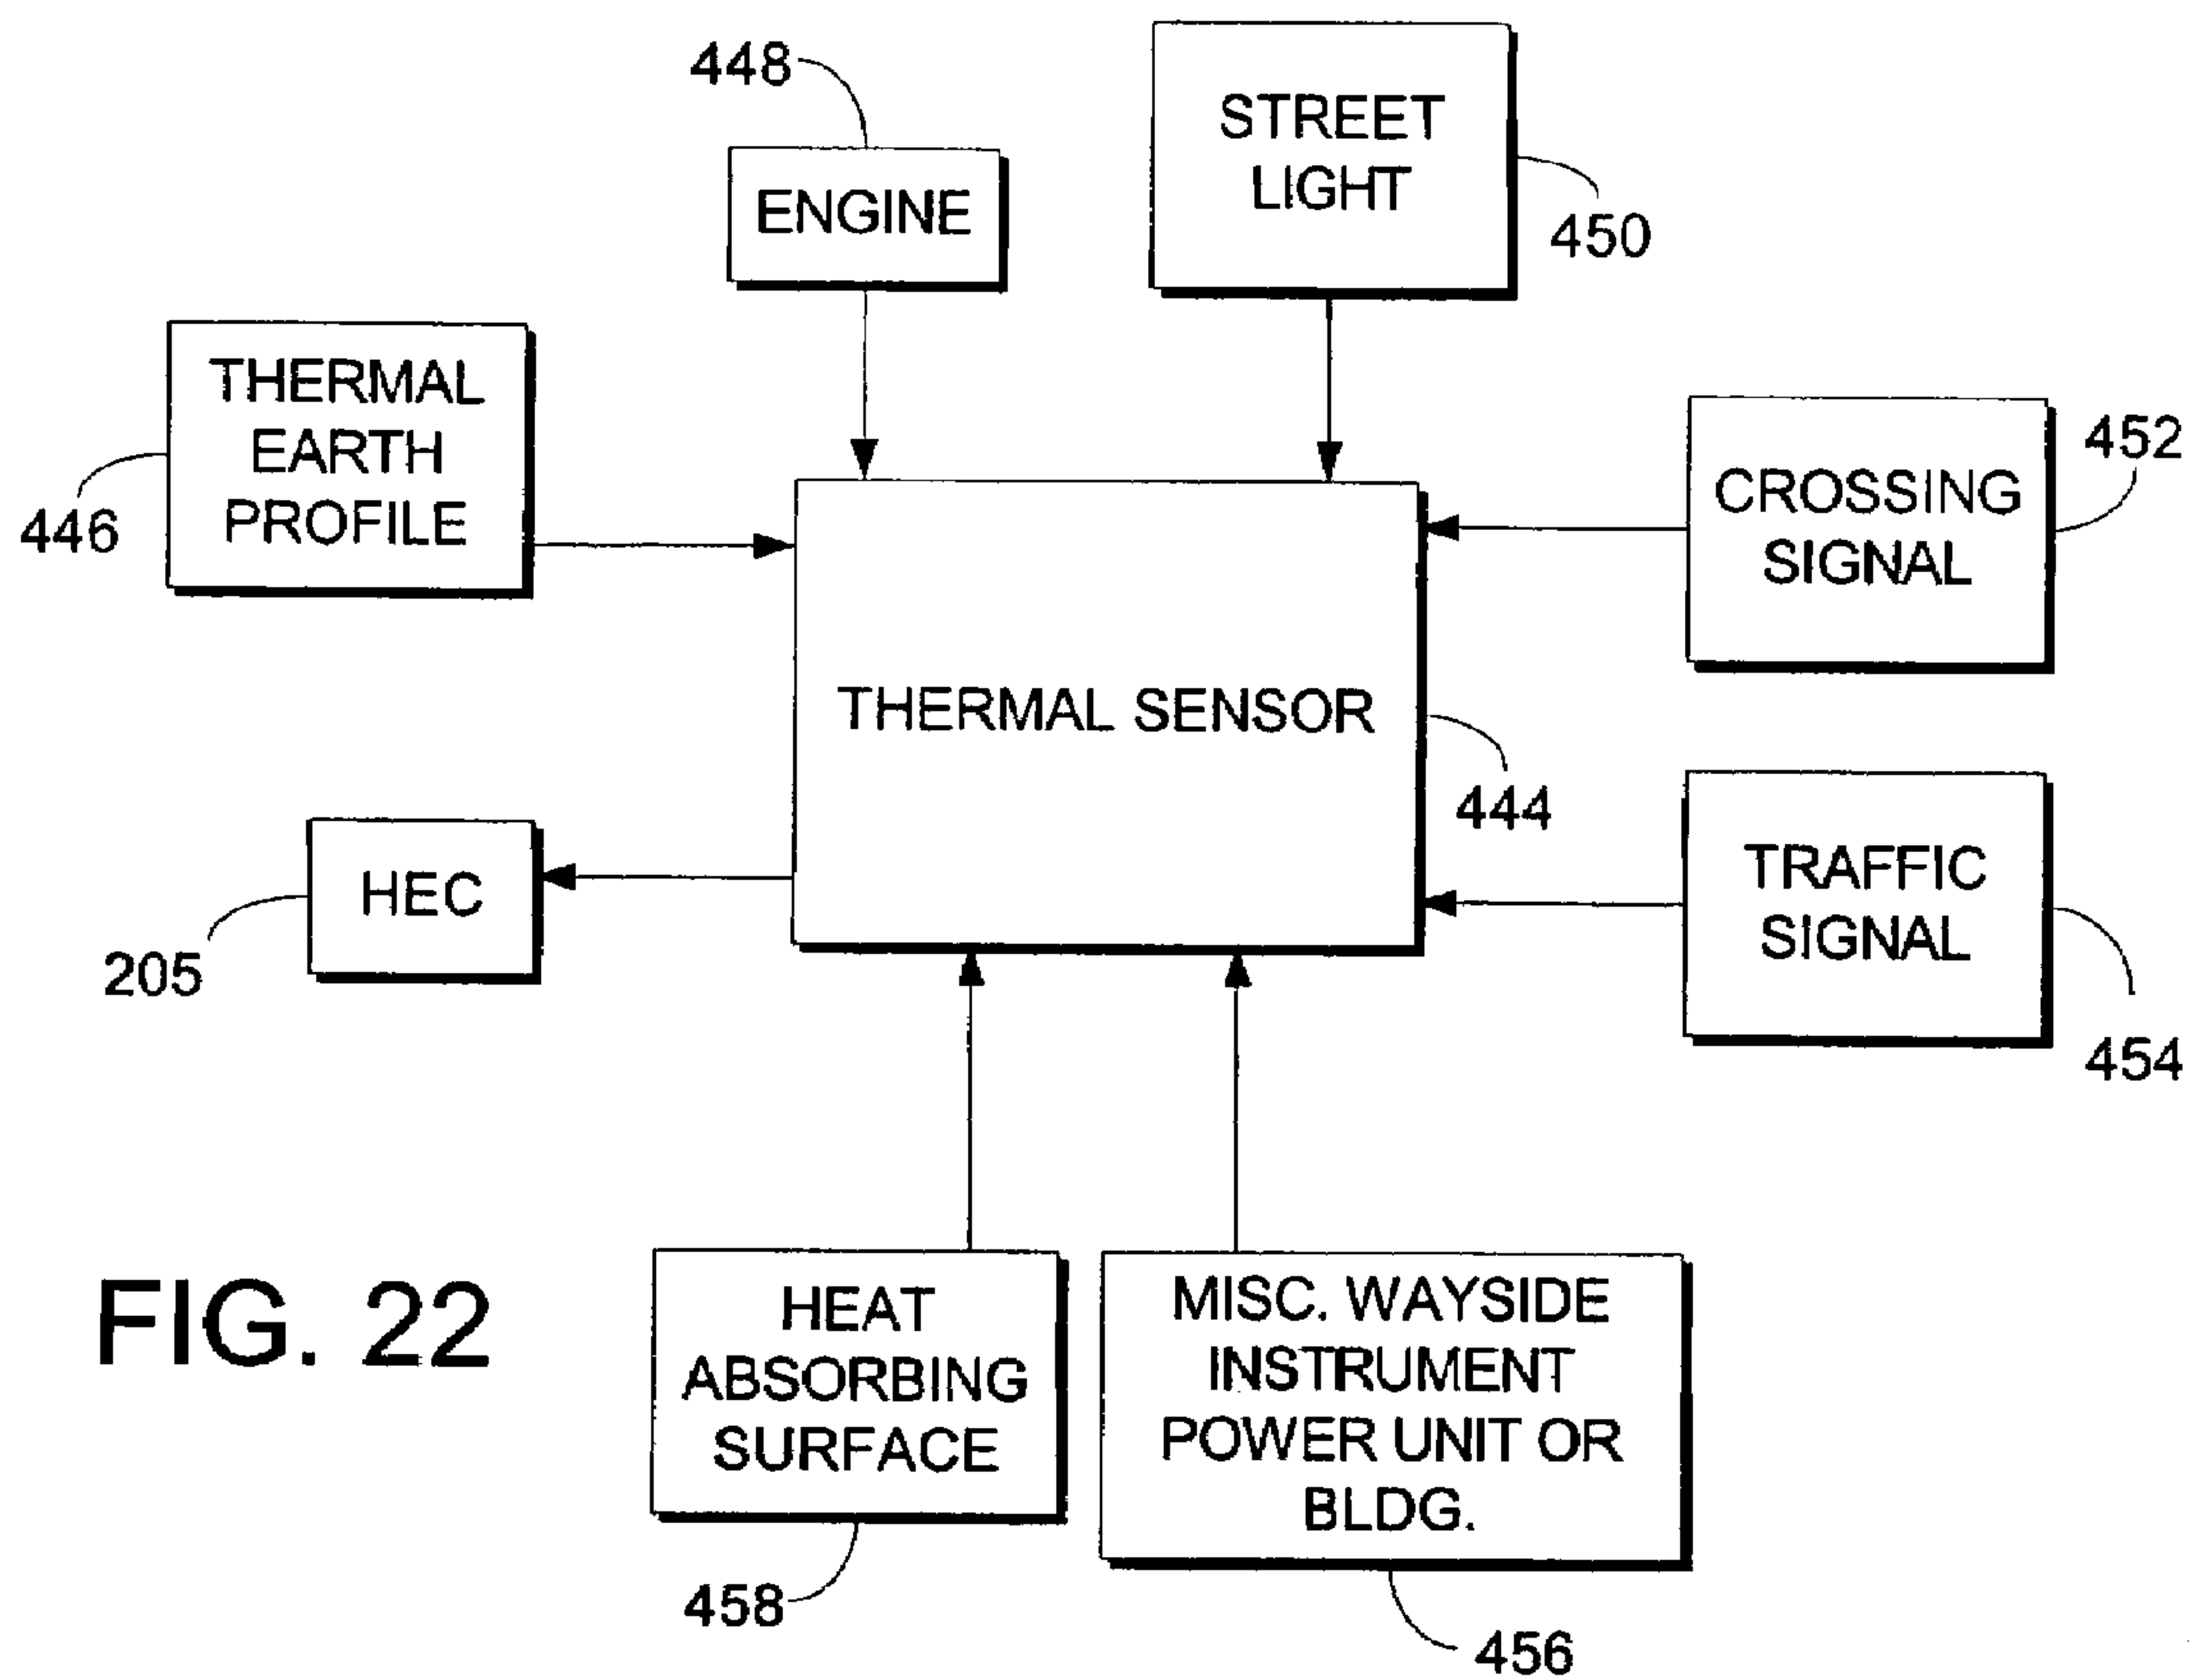 448
ENGINE
STREET
LIGHT
450
THERMAL
EARTH
PROFILE
446
CROSSING
SIGNAL
452
THERMAL SENSOR
444
HEC
205
TRAFFIC
SIGNAL
454
HEAT
ABSORBING
SURFACE
458
MISC. WAYSIDE
INSTRUMENT
POWER UNIT OR
BLDG.
456
FIG. 22